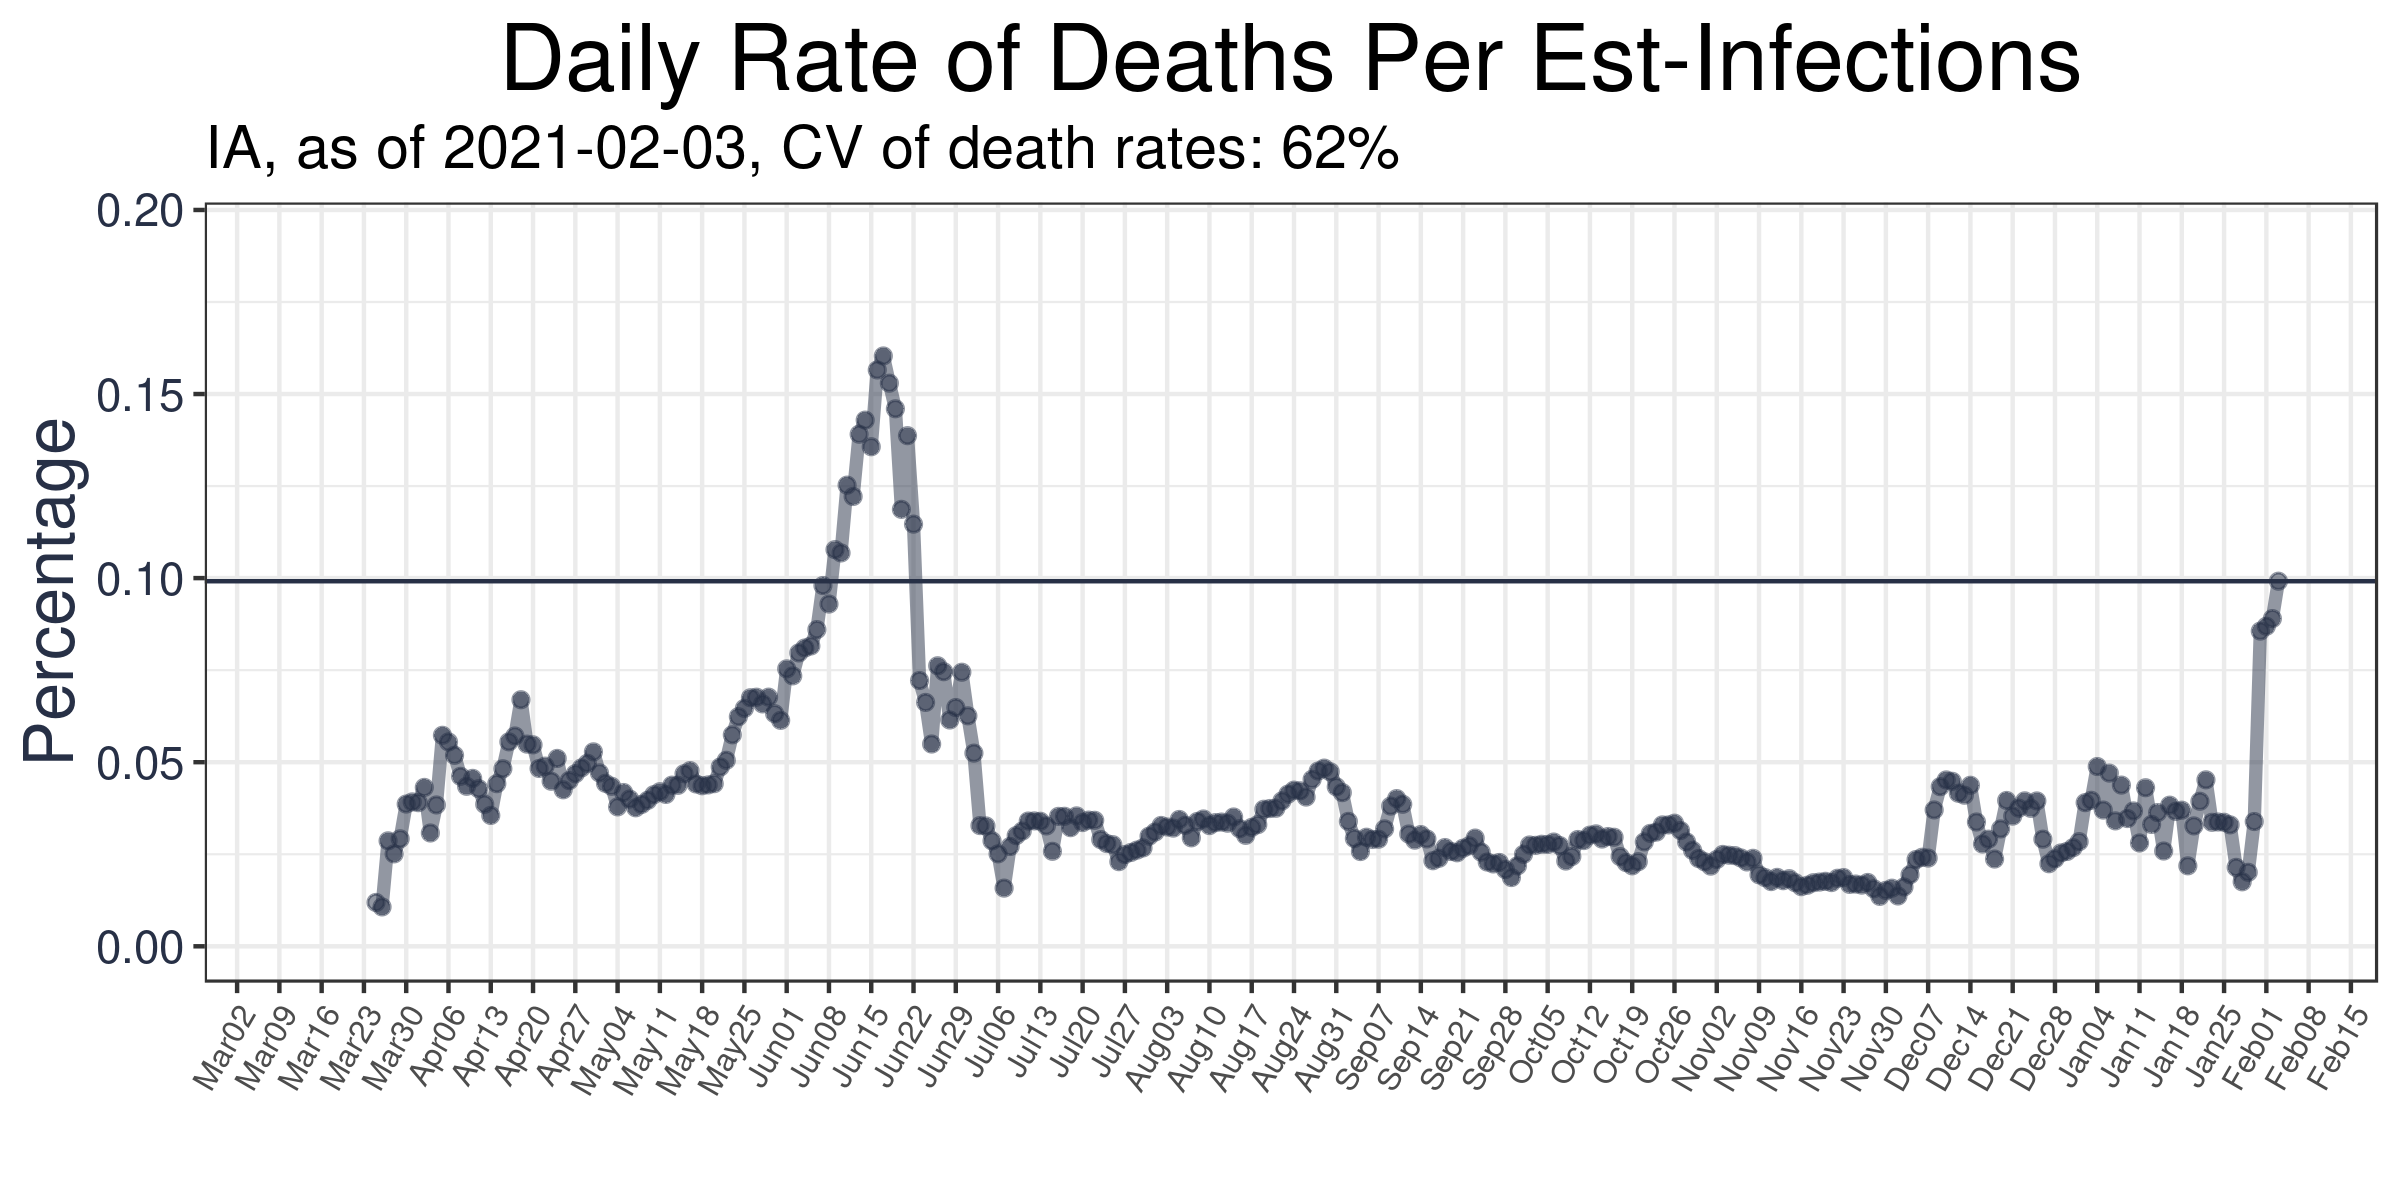 Daily Rate of Deaths Per Est-Infections
IA, as of 2021-02-03, CV of death rates: 62%
Percentage
0.20
0.15
0.10
0.05
0.00
Mar02
Mar09
Mar16
Mar23
Mar30
Apr06
Apr13
Apr20
Apr27
May04
May11
May18
May25
Jun01
Jun08
Jun15
Jun22
Jun29
Jul06
Jul13
Jul20
Jul27
Aug03
Aug10
Aug17
Aug24
Aug31
Sep07
Sep14
Sep21
Sep28
Oct05
Oct12
Oct19
Oct26
Nov02
Nov09
Nov16
Nov23
Nov30
Dec07
Dec14
Dec21
Dec28
Jan04
Jan11
Jan18
Jan25
Feb01
Feb08
Feb15